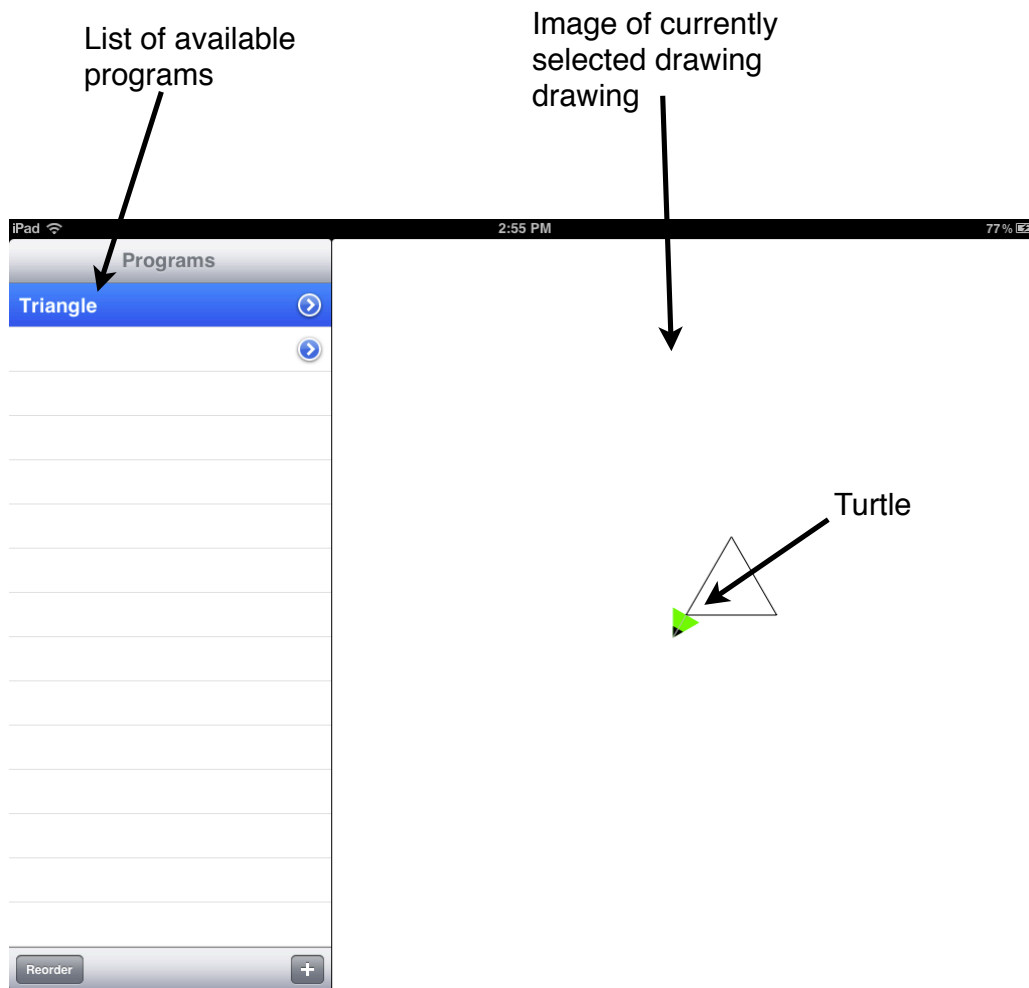 List of available
programs
Image of currently
selected drawing
drawing
iPad 2:55 PM 77%
Programs
Triangle
Turtle
Reorder